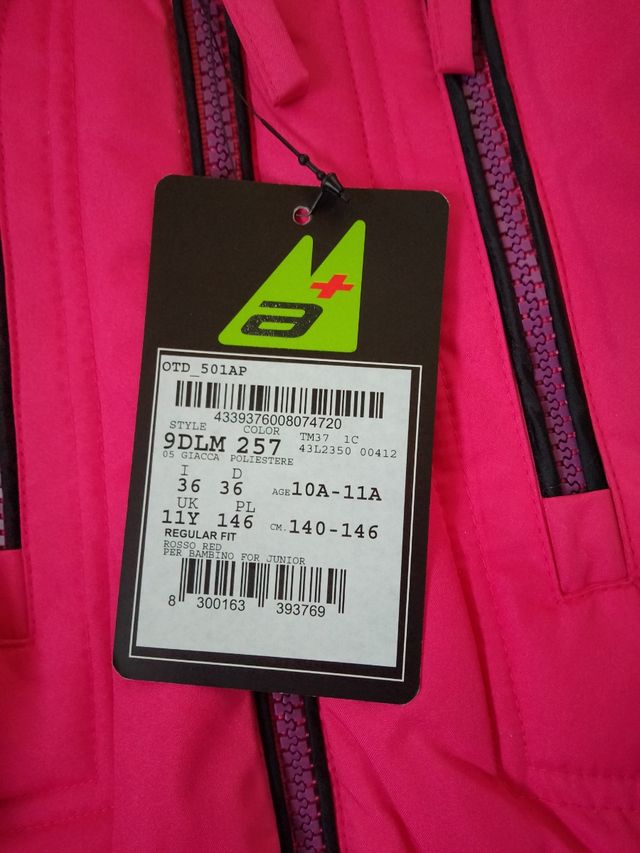 a+
OTD_501AP
4339376008074720
STYLE COLOR TM37 1C
9DLM 257 43L2350 00412
05 GIACCA POLIESTERE
I D
36 36 AGE 10A-11A
UK PL
11Y 146 CM. 140-146
REGULAR FIT
ROSSO RED
PER BAMBINO FOR JUNIOR
8 300163 393769